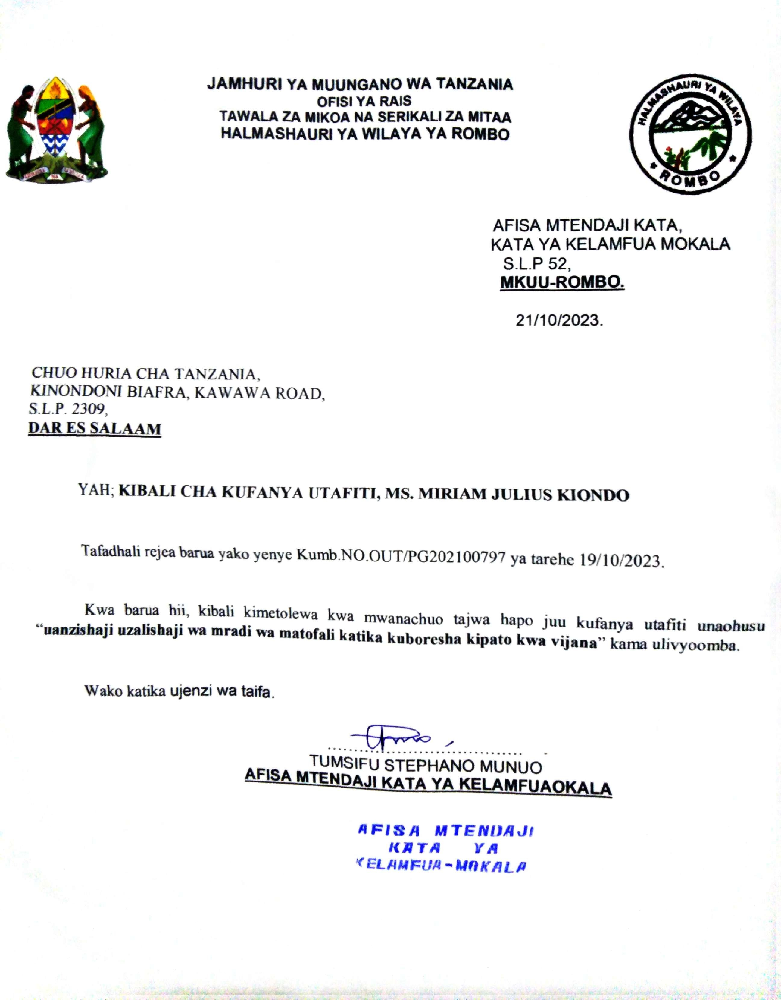 JAMHURI YA MUUNGANO WA TANZANIA
OFISI YA RAIS
TAWALA ZA MIKOA NA SERIKALI ZA MITAA
HALMASHAURI YA WILAYA YA ROMBO
HALMASHAURI YA WILAYA
ROMBO
AFISA MTENDAJI KATA,
KATA YA KELAMFUA MOKALA
S.L.P 52,
MKUU-ROMBO.
21/10/2023.
CHUO HURIA CHA TANZANIA,
KINONDONI BIAFRA, KAWAWA ROAD,
S.L.P. 2309,
DAR ES SALAAM
YAH; KIBALI CHA KUFANYA UTAFITI, MS. MIRIAM JULIUS KIONDO
Tafadhali rejea barua yako yenye Kumb.NO.OUT/PG202100797 ya tarehe 19/10/2023.
Kwa barua hii, kibali kimetolewa kwa mwanachuo tajwa hapo juu kufanya utafiti unaohusu
“uanzishaji uzalishaji wa mradi wa matofali katika kuboresha kipato kwa vijana” kama ulivyoomba.
Wako katika ujenzi wa taifa.
TUMSIFU STEPHANO MUNUO
AFISA MTENDAJI KATA YA KELAMFUAOKALA
AFISA MTENDAJI
KATA YA
KELAMFUA-MOKALA